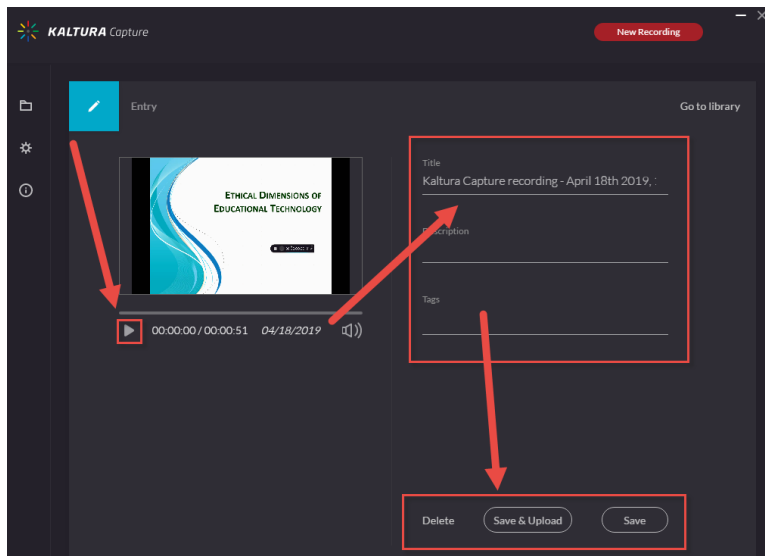 KALTURA Capture
New Recording
Entry
Go to library
ETHICAL DIMENSIONS OF
EDUCATIONAL TECHNOLOGY
00:00:00 / 00:00:51 04/18/2019
Title
Kaltura Capture recording - April 18th 2019, :
Description
Tags
Delete
Save & Upload
Save